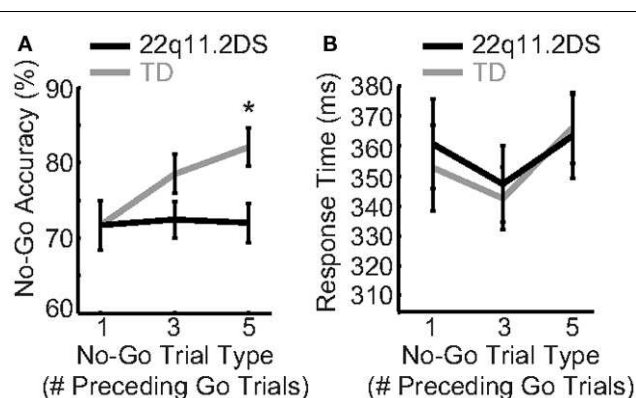 A
22q11.2DS
TD
No-Go Accuracy (%)
90
80
70
60
*
1 3 5
No-Go Trial Type
(# Preceding Go Trials)
B
22q11.2DS
TD
Response Time (ms)
380
370
360
350
340
330
320
310
1 3 5
No-Go Trial Type
(# Preceding Go Trials)